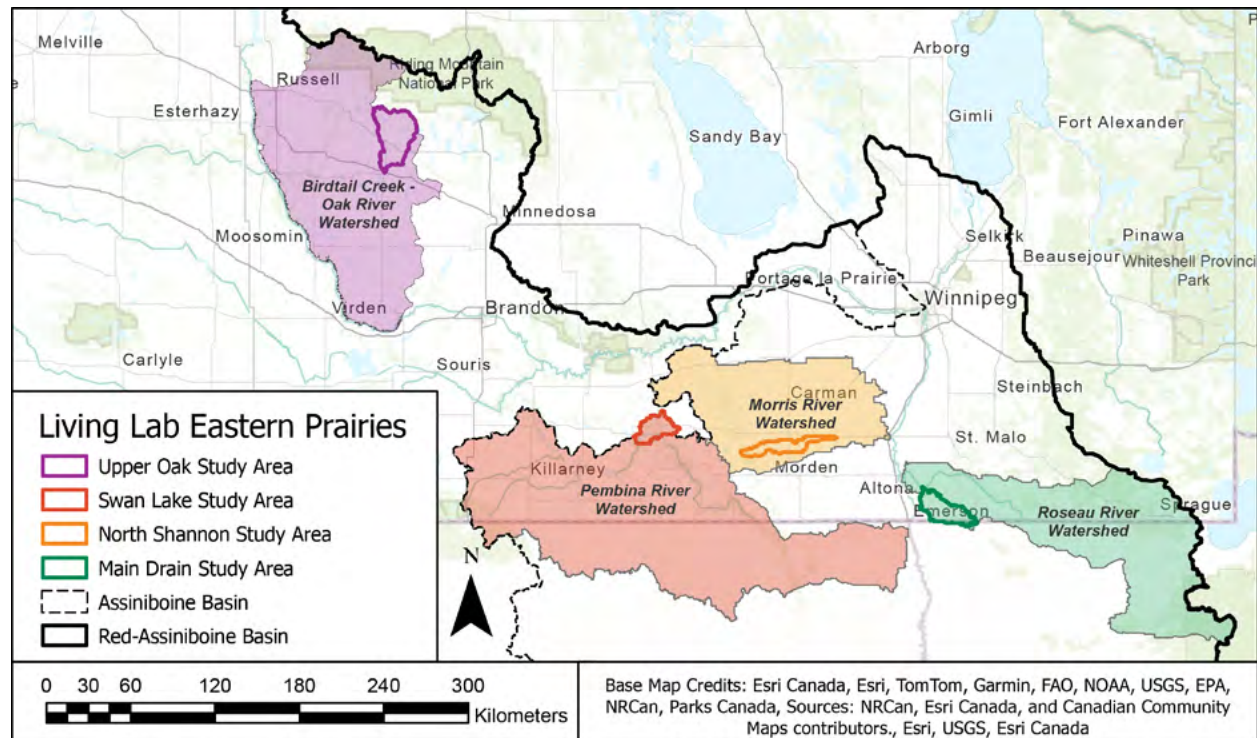 Melville
Arborg
Riding Mountain
National Park
Russell
Esterhazy
Gimli
Fort Alexander
Sandy Bay
Birdtail Creek -
Oak River
Watershed
Minnedosa
Moosomin
Selkirk
Pinawa
Beausejour
Whiteshell Provinci
Park
Portage la Prairie
Winnipeg
Virden
Brandon
Carlyle
Souris
Carman
Steinbach
Morris River
Watershed
St. Malo
Killarney
Morden
Pembina River
Watershed
Altona
Emerson
Sprague
Roseau River
Watershed
Living Lab Eastern Prairies
Upper Oak Study Area
Swan Lake Study Area
North Shannon Study Area
Main Drain Study Area
Assiniboine Basin
Red-Assiniboine Basin
N
0 30 60 120 180 240 300
Kilometers
Base Map Credits: Esri Canada, Esri, TomTom, Garmin, FAO, NOAA, USGS, EPA,
NRCan, Parks Canada, Sources: NRCan, Esri Canada, and Canadian Community
Maps contributors., Esri, USGS, Esri Canada